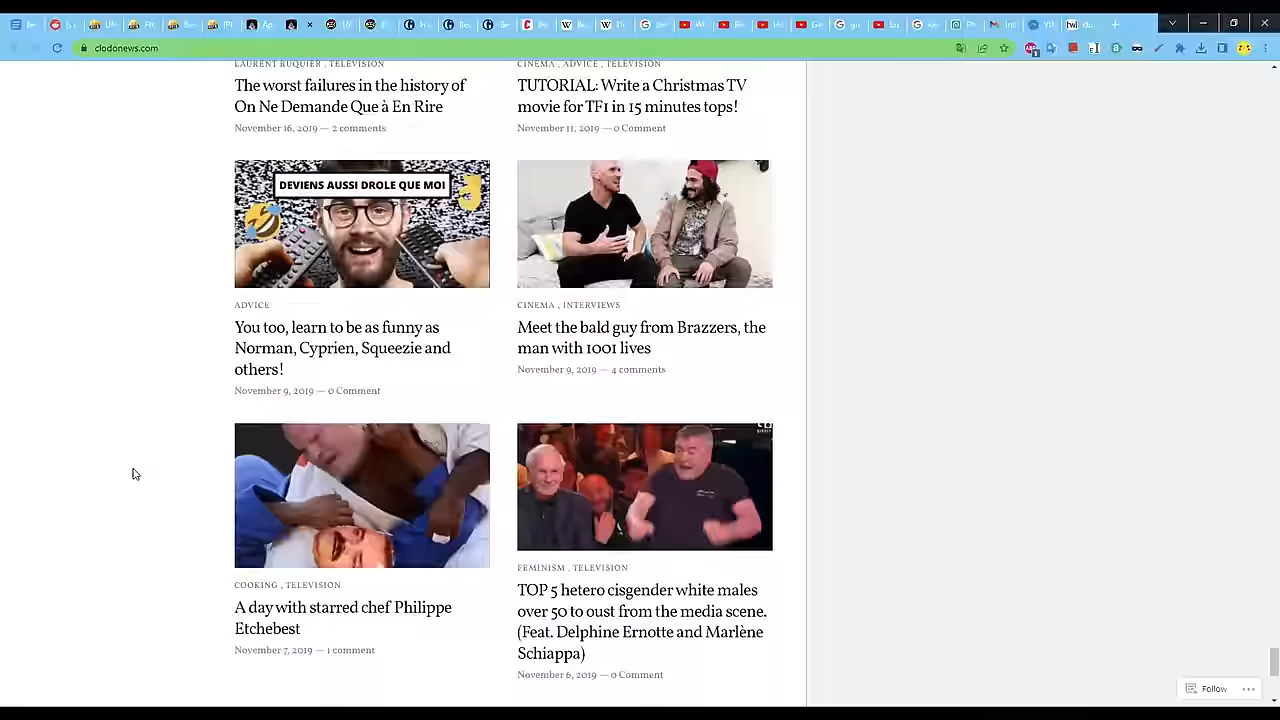 clodonews.com
LAURENT RUQUIER , TELEVISION
The worst failures in the history of
On Ne Demande Que à En Rire
November 16, 2019 — 2 comments
CINEMA , ADVICE , TELEVISION
TUTORIAL: Write a Christmas TV
movie for TF1 in 15 minutes tops!
November 11, 2019 — 0 Comment
DEVIENS AUSSI DROLE QUE MOI
ADVICE
You too, learn to be as funny as
Norman, Cyprien, Squeezie and
others!
November 9, 2019 — 0 Comment
CINEMA , INTERVIEWS
Meet the bald guy from Brazzers, the
man with 1001 lives
November 9, 2019 — 4 comments
COOKING , TELEVISION
A day with starred chef Philippe
Etchebest
November 7, 2019 — 1 comment
FEMINISM , TELEVISION
TOP 5 hetero cisgender white males
over 50 to oust from the media scene.
(Feat. Delphine Ernotte and Marlène
Schiappa)
November 6, 2019 — 0 Comment
Follow